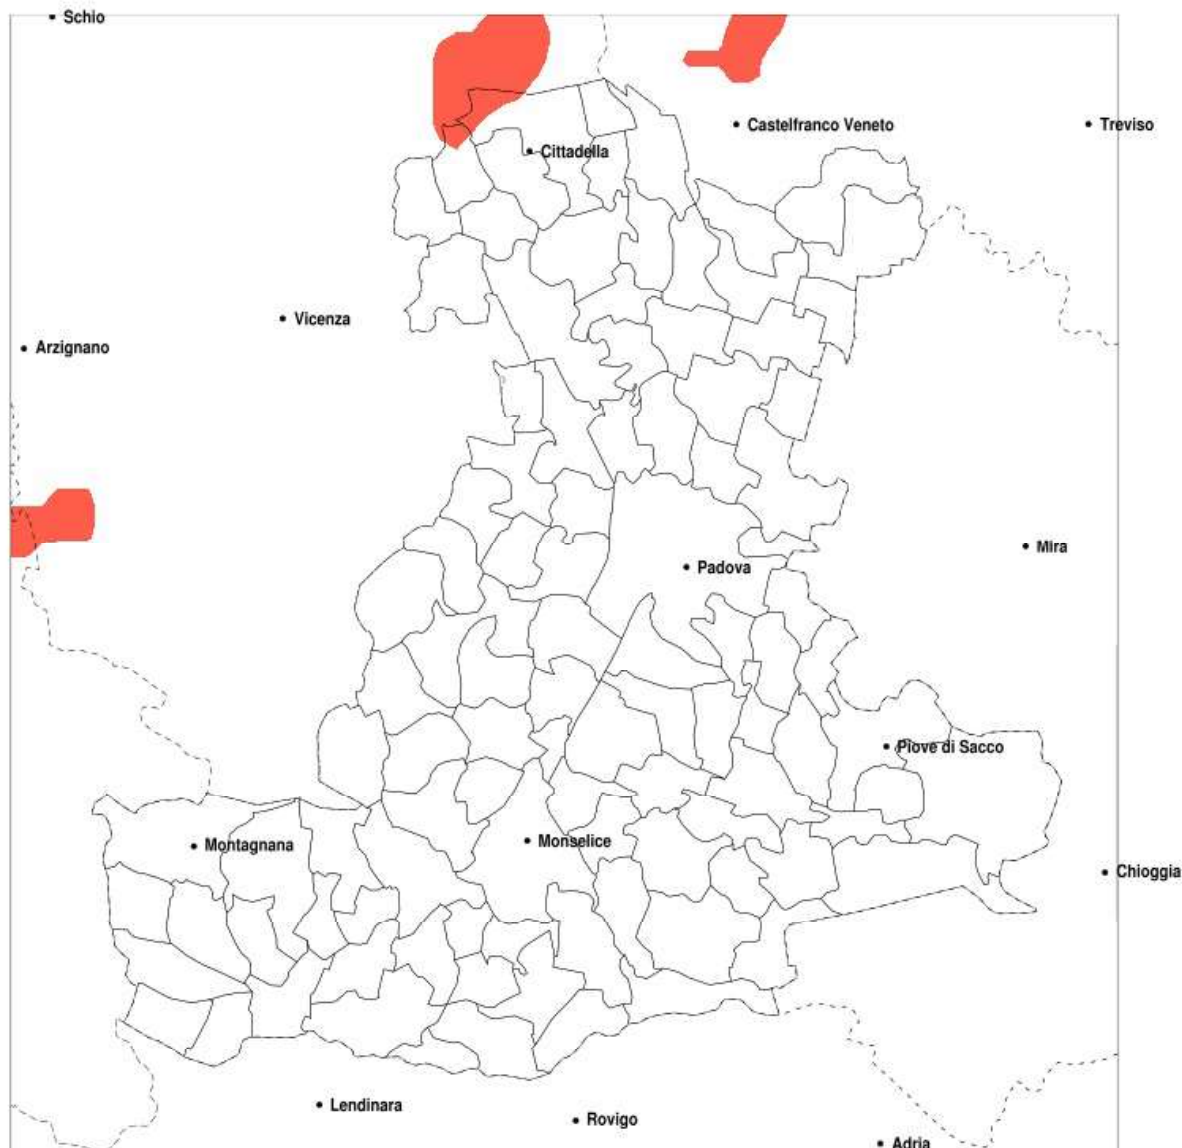 Schio
Castelfranco Veneto
Treviso
Cittadella
Vicenza
Arzignano
Mira
Padova
Piove di Sacco
Montagnana
Monselice
Chioggia
Lendinara
Rovigo
Adria